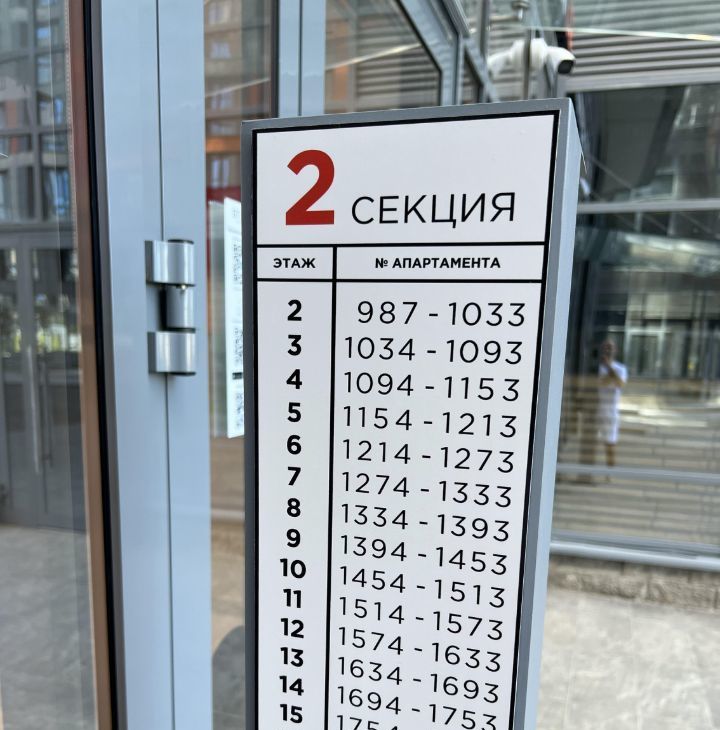 2 СЕКЦИЯ
ЭТАЖ № АПАРТАМЕНТА
2 987 - 1033
3 1034 - 1093
4 1094 - 1153
5 1154 - 1213
6 1214 - 1273
7 1274 - 1333
8 1334 - 1393
9 1394 - 1453
10 1454 - 1513
11 1514 - 1573
12 1574 - 1633
13 1634 - 1693
14 1694 - 1753
15